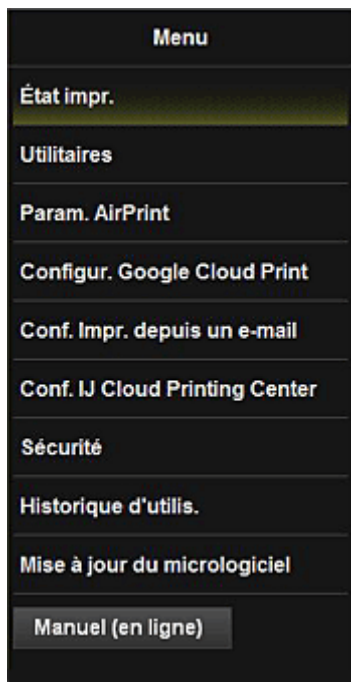 Menu
État impr.
Utilitaires
Param. AirPrint
Configur. Google Cloud Print
Conf. Impr. depuis un e-mail
Conf. IJ Cloud Printing Center
Sécurité
Historique d'utilis.
Mise à jour du micrologiciel
Manuel (en ligne)